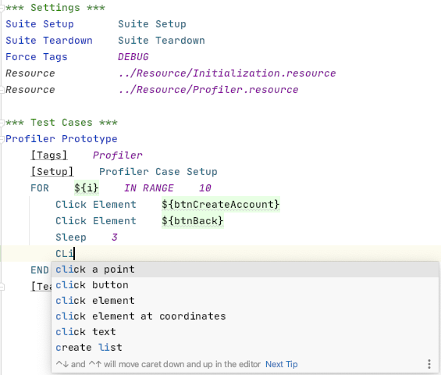 *** Settings ***
Suite Setup Suite Setup
Suite Teardown Suite Teardown
Force Tags DEBUG
Resource ../Resource/Initialization.resource
Resource ../Resource/Profiler.resource
*** Test Cases ***
Profiler Prototype
[Tags] Profiler
[Setup] Profiler Case Setup
FOR ${i} IN RANGE 10
Click Element ${btnCreateAccount}
Click Element ${btnBack}
Sleep 3
CLi
END
[Tea
click a point
click button
click element
click element at coordinates
click text
create list
^↓ and ^↑ will move caret down and up in the editor Next Tip